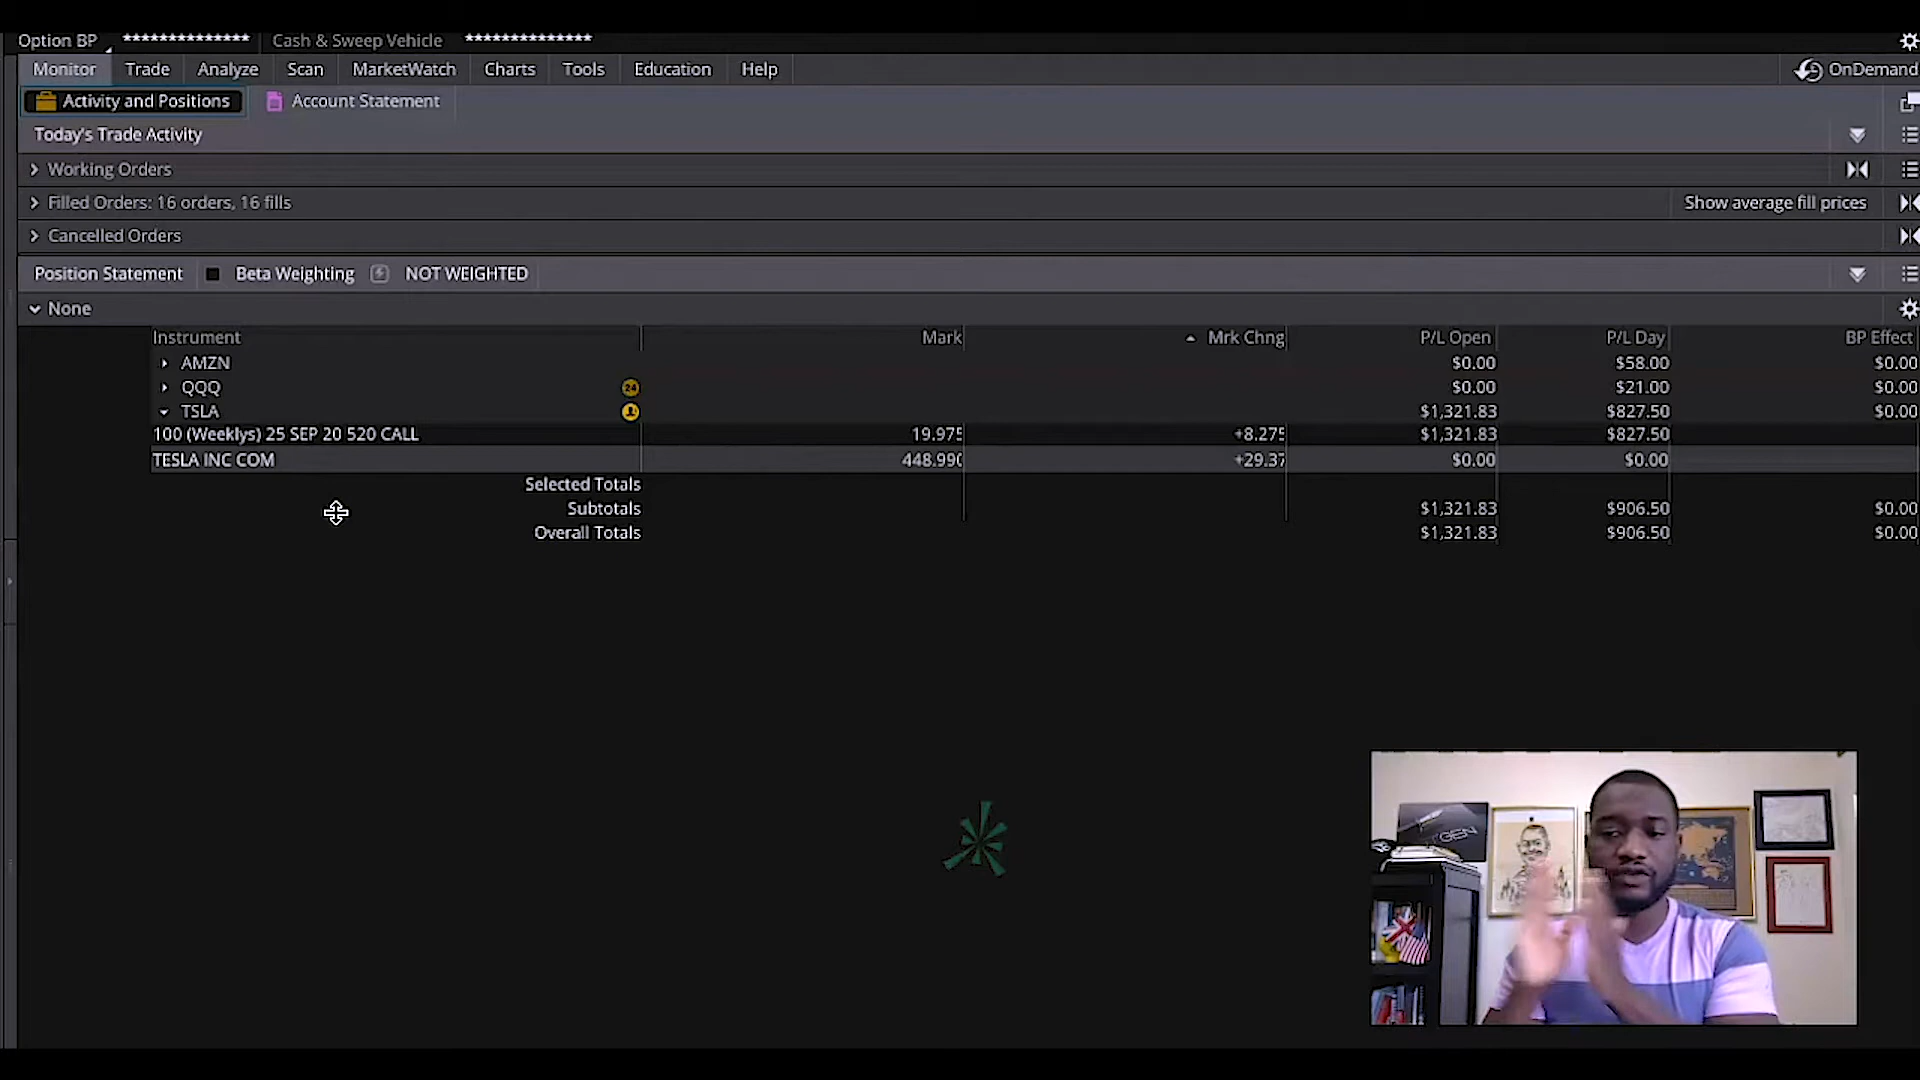 Option BP ************** Cash & Sweep Vehicle **************
Monitor Trade Analyze Scan MarketWatch Charts Tools Education Help OnDemand
Activity and Positions Account Statement
Today's Trade Activity
Working Orders
Filled Orders: 16 orders, 16 fills Show average fill prices
Cancelled Orders
Position Statement Beta Weighting NOT WEIGHTED
None
Instrument Mark Mrk Chng P/L Open P/L Day BP Effect
AMZN $0.00 $58.00 $0.00
QQQ 24 $0.00 $21.00 $0.00
TSLA $1,321.83 $827.50 $0.00
100 (Weeklys) 25 SEP 20 520 CALL 19.975 +8.275 $1,321.83 $827.50
TESLA INC COM 448.990 +29.37 $0.00 $0.00
Selected Totals
Subtotals $1,321.83 $906.50 $0.00
Overall Totals $1,321.83 $906.50 $0.00